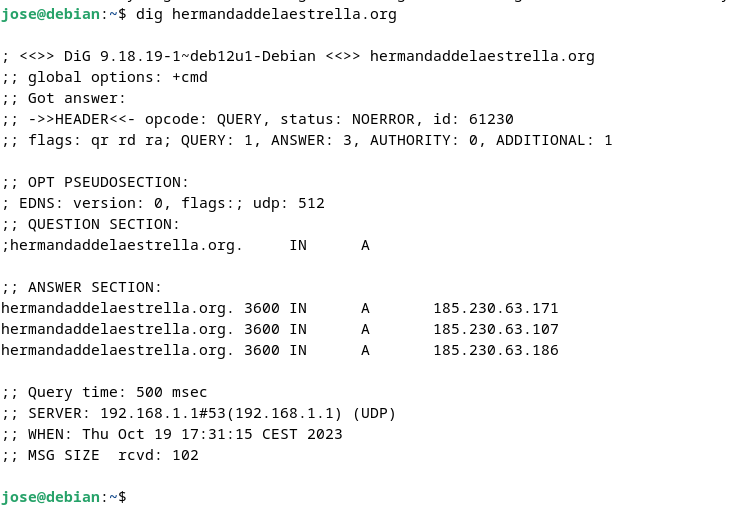 jose@debian:~$ dig hermandaddelaestrella.org

; <<>> DiG 9.18.19-1~deb12u1-Debian <<>> hermandaddelaestrella.org
;; global options: +cmd
;; Got answer:
;; ->>HEADER<<- opcode: QUERY, status: NOERROR, id: 61230
;; flags: qr rd ra; QUERY: 1, ANSWER: 3, AUTHORITY: 0, ADDITIONAL: 1

;; OPT PSEUDOSECTION:
; EDNS: version: 0, flags:; udp: 512
;; QUESTION SECTION:
;hermandaddelaestrella.org.     IN      A

;; ANSWER SECTION:
hermandaddelaestrella.org. 3600 IN      A       185.230.63.171
hermandaddelaestrella.org. 3600 IN      A       185.230.63.107
hermandaddelaestrella.org. 3600 IN      A       185.230.63.186

;; Query time: 500 msec
;; SERVER: 192.168.1.1#53(192.168.1.1) (UDP)
;; WHEN: Thu Oct 19 17:31:15 CEST 2023
;; MSG SIZE  rcvd: 102

jose@debian:~$